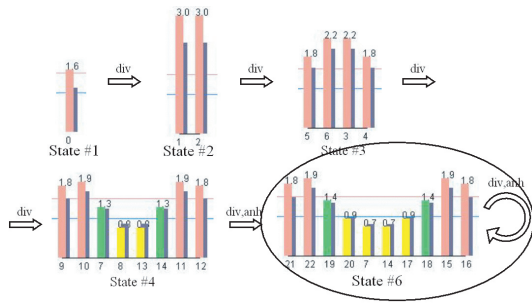 1.6
0
State #1
div
3.0 3.0
1 2
State #2
div
1.8 2.2 2.2 1.8
5 6 3 4
State #3
div
div
1.8 1.9 1.3 0.8 0.8 1.3 1.9 1.8
9 10 7 8 13 14 11 12
State #4
div,anh
1.8 1.9 1.4 0.9 0.7 0.7 0.9 1.4 1.9 1.8
21 22 19 20 7 14 17 18 15 16
State #6
div,anh